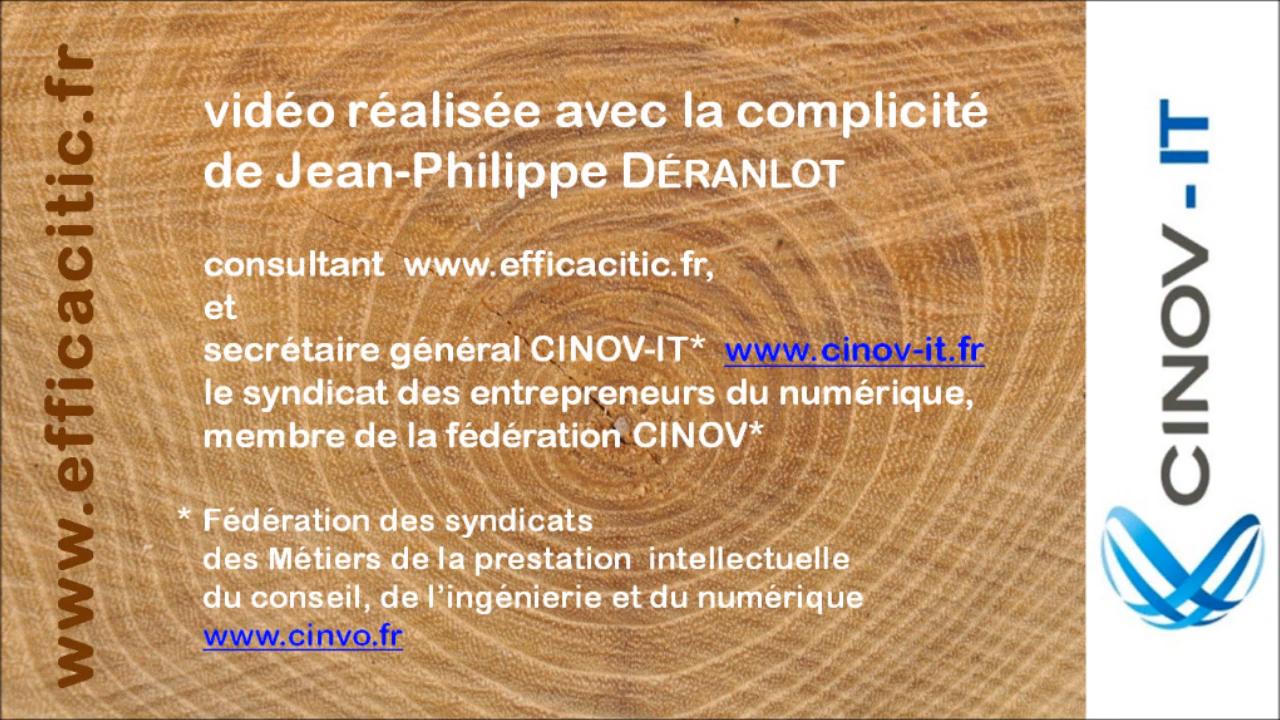 www.efficacitic.fr
vidéo réalisée avec la complicité
de Jean-Philippe DÉRANLOT
consultant www.efficacitic.fr,
et
secrétaire général CINOV-IT* www.cinov-it.fr
le syndicat des entrepreneurs du numérique,
membre de la fédération CINOV*
* Fédération des syndicats
des Métiers de la prestation intellectuelle
du conseil, de l’ingénierie et du numérique
www.cinvo.fr
CINOV-IT